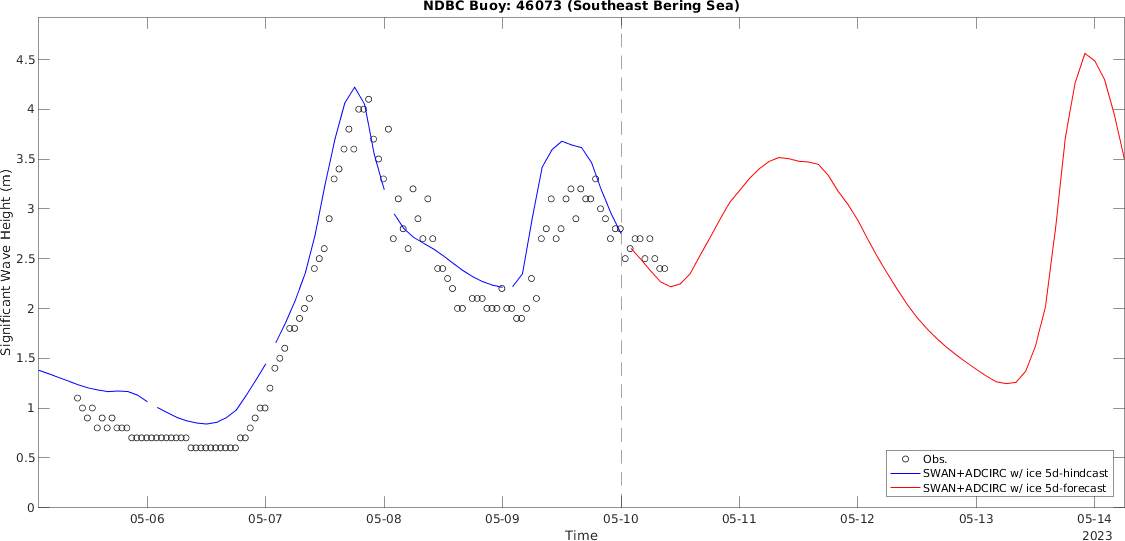 NDBC Buoy: 46073 (Southeast Bering Sea)
4.5
4
3.5
3
2.5
2
1.5
1
0.5
0
Significant Wave Height (m)
Obs.
SWAN+ADCIRC w/ ice 5d-hindcast
SWAN+ADCIRC w/ ice 5d-forecast
05-06 05-07 05-08 05-09 05-10 05-11 05-12 05-13 05-14
Time 2023